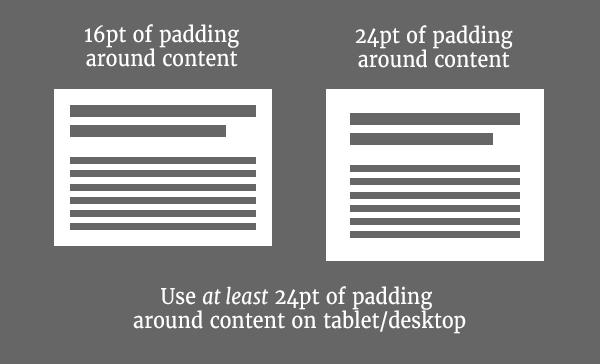 16pt of padding
around content
24pt of padding
around content
Use at least 24pt of padding
around content on tablet/desktop